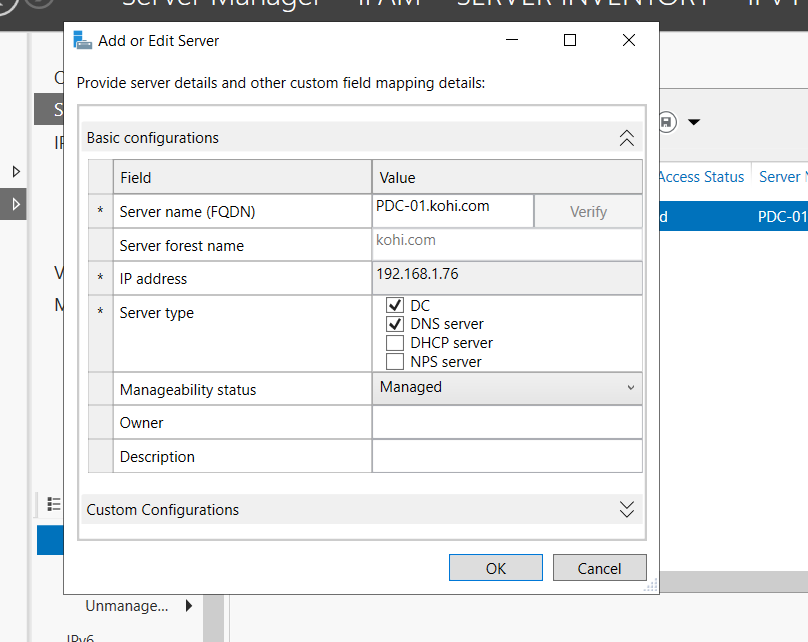 Server Manager IPAM SERVER INVENTORY
Add or Edit Server
Provide server details and other custom field mapping details:
Basic configurations
Field Value
* Server name (FQDN) PDC-01.kohi.com Verify
Server forest name kohi.com
* IP address 192.168.1.76
* Server type DC
DNS server
DHCP server
NPS server
Manageability status Managed
Owner
Description
Custom Configurations
OK Cancel
Access Status Server
PDC-01
Unmanage...
IPv6